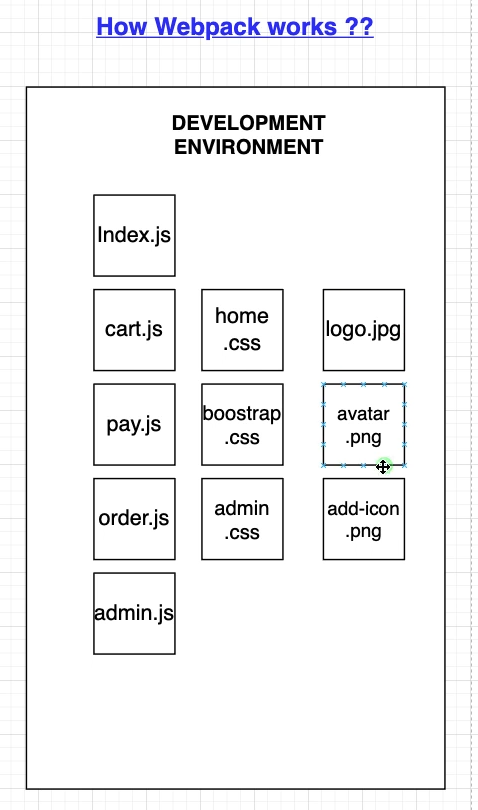 How Webpack works ??
DEVELOPMENT
ENVIRONMENT
Index.js
cart.js
home
.css
logo.jpg
pay.js
boostrap
.css
avatar
.png
order.js
admin
.css
add-icon
.png
admin.js